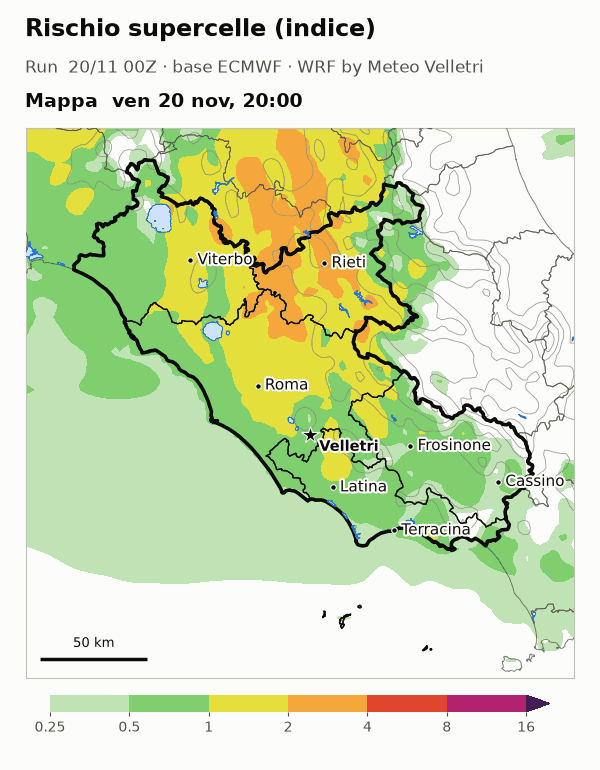 Rischio supercelle (indice)
Run  20/11 00Z · base ECMWF · WRF by Meteo Velletri
Mappa  ven 20 nov, 20:00
Viterbo
Rieti
Roma
Velletri
Frosinone
Latina
Cassino
Terracina
50 km
0.25 0.5 1 2 4 8 16